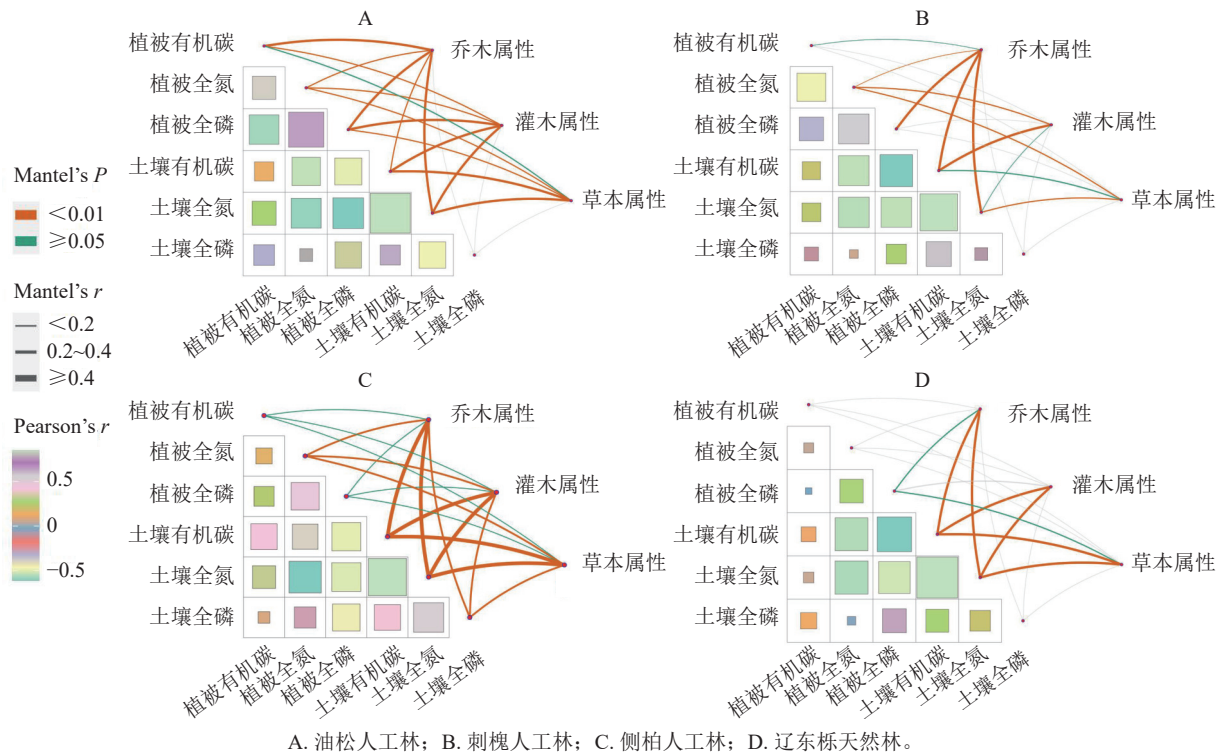 A
植被有机碳
植被全氮
植被全磷
土壤有机碳
土壤全氮
土壤全磷
乔木属性
灌木属性
草本属性
植被有机碳
植被全氮
植被全磷
土壤有机碳
土壤全氮
土壤全磷
B
植被有机碳
植被全氮
植被全磷
土壤有机碳
土壤全氮
土壤全磷
乔木属性
灌木属性
草本属性
植被有机碳
植被全氮
植被全磷
土壤有机碳
土壤全氮
土壤全磷
Mantel's P
<0.01
≥0.05
Mantel's r
<0.2
0.2~0.4
≥0.4
Pearson's r
0.5
0
−0.5
C
植被有机碳
植被全氮
植被全磷
土壤有机碳
土壤全氮
土壤全磷
乔木属性
灌木属性
草本属性
植被有机碳
植被全氮
植被全磷
土壤有机碳
土壤全氮
土壤全磷
D
植被有机碳
植被全氮
植被全磷
土壤有机碳
土壤全氮
土壤全磷
乔木属性
灌木属性
草本属性
植被有机碳
植被全氮
植被全磷
土壤有机碳
土壤全氮
土壤全磷
A. 油松人工林；B. 刺槐人工林；C. 侧柏人工林；D. 辽东栎天然林。